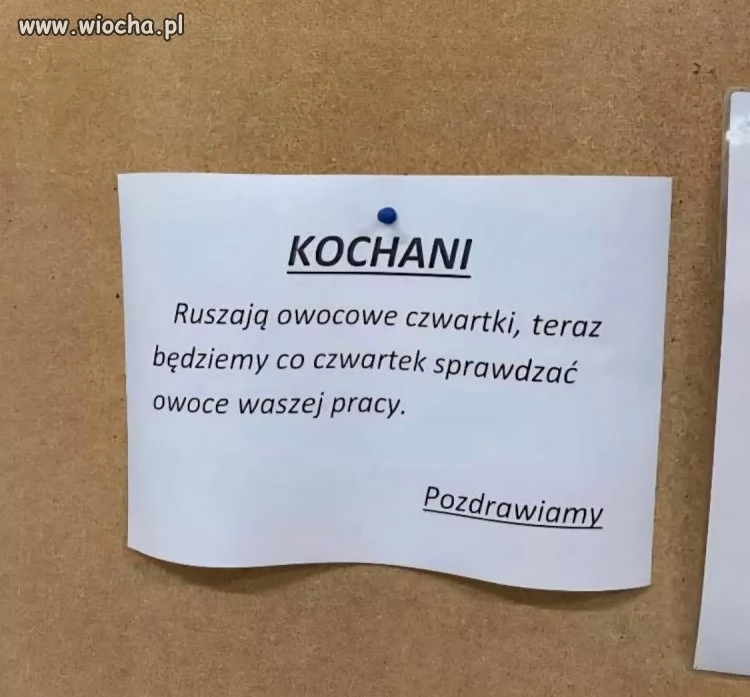 www.wiocha.pl
KOCHANI
Ruszają owocowe czwartki, teraz
będziemy co czwartek sprawdzać
owoce waszej pracy.
Pozdrawiamy